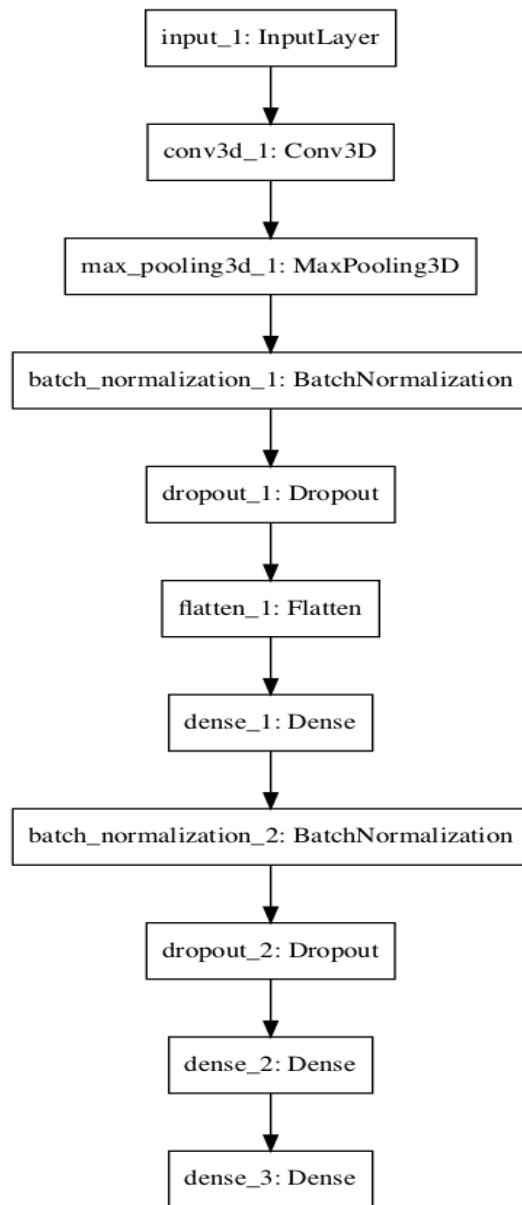 input_1: InputLayer
conv3d_1: Conv3D
max_pooling3d_1: MaxPooling3D
batch_normalization_1: BatchNormalization
dropout_1: Dropout
flatten_1: Flatten
dense_1: Dense
batch_normalization_2: BatchNormalization
dropout_2: Dropout
dense_2: Dense
dense_3: Dense